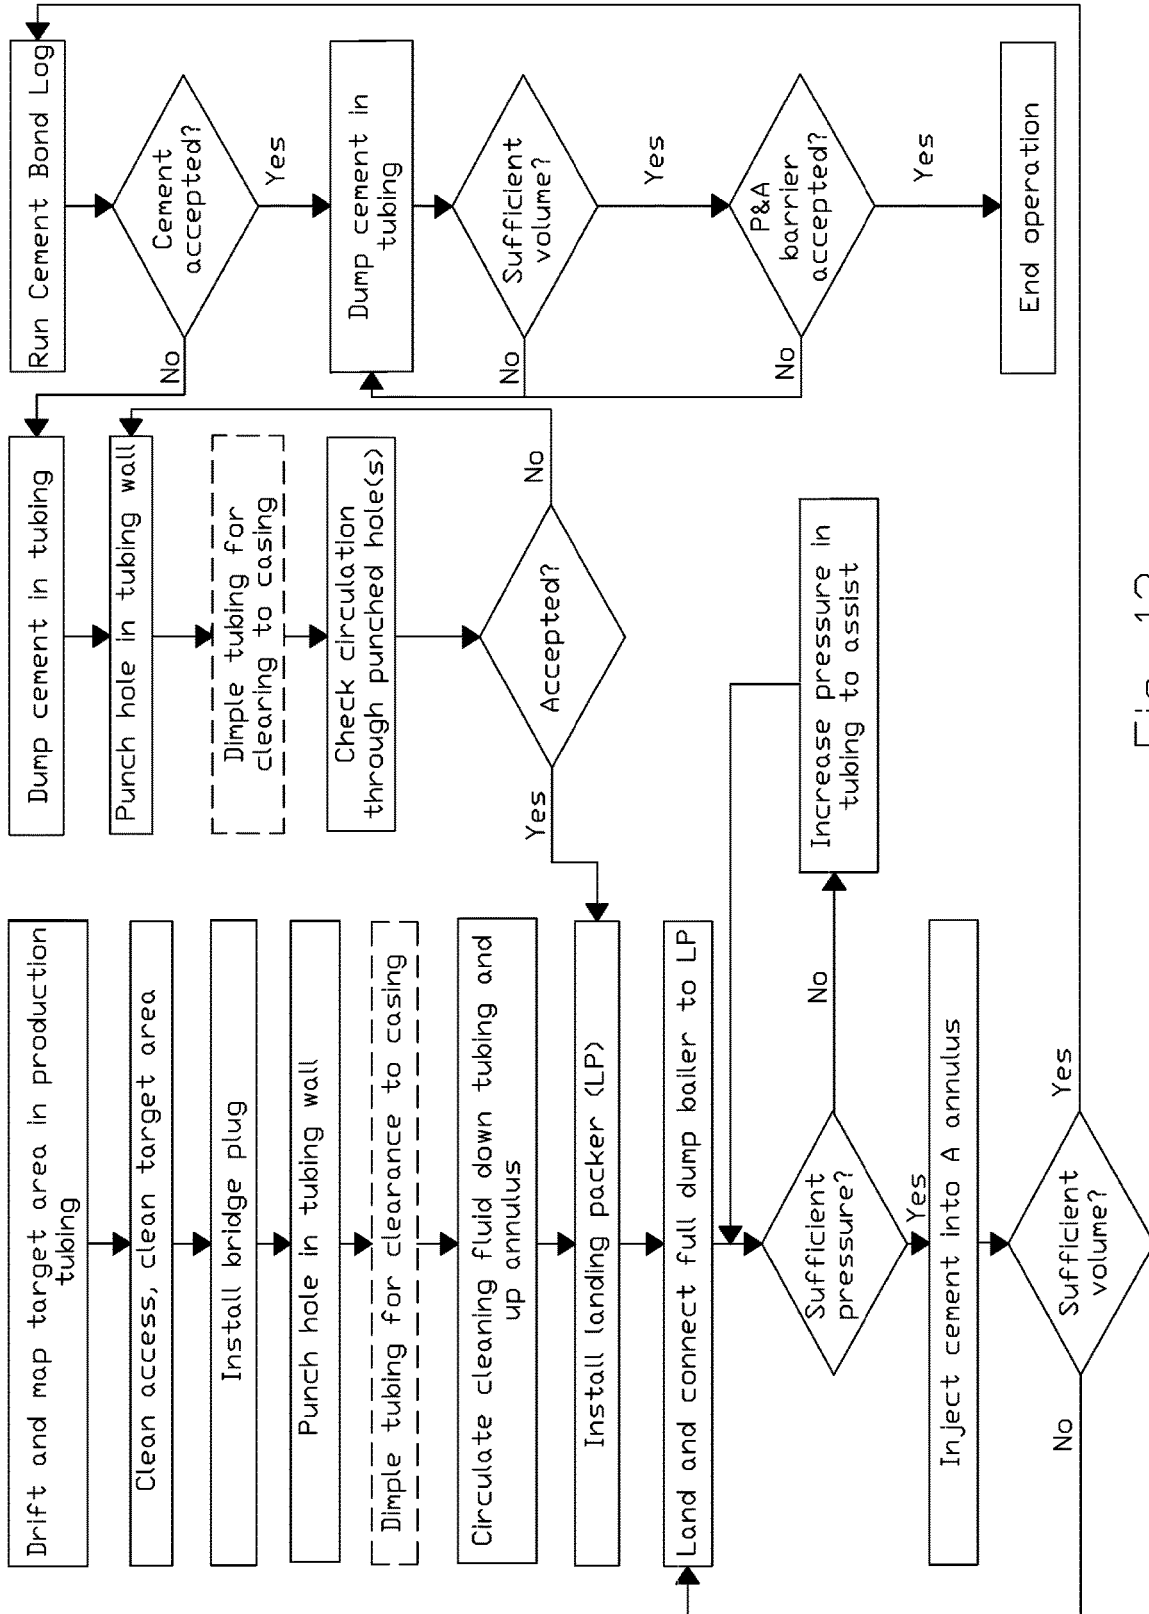 Drift and map target area in production
tubing
Clean access, clean target area
Install bridge plug
Punch hole in tubing wall
Dimple tubing for clearance to casing
Circulate cleaning fluid down tubing and
up annulus
Install landing packer (LP)
Land and connect full dump bailer to LP
Sufficient
pressure?
No
Yes
Increase pressure in
tubing to assist
Inject cement into A annulus
Sufficient
volume?
No
Yes
Dump cement in tubing
Punch hole in tubing wall
Dimple tubing for
clearing to casing
Check circulation
through punched hole(s)
Accepted?
Yes
No
Run Cement Bond Log
Cement
accepted?
No
Yes
Dump cement in
tubing
Sufficient
volume?
No
Yes
P&A
barrier
accepted?
No
Yes
End operation